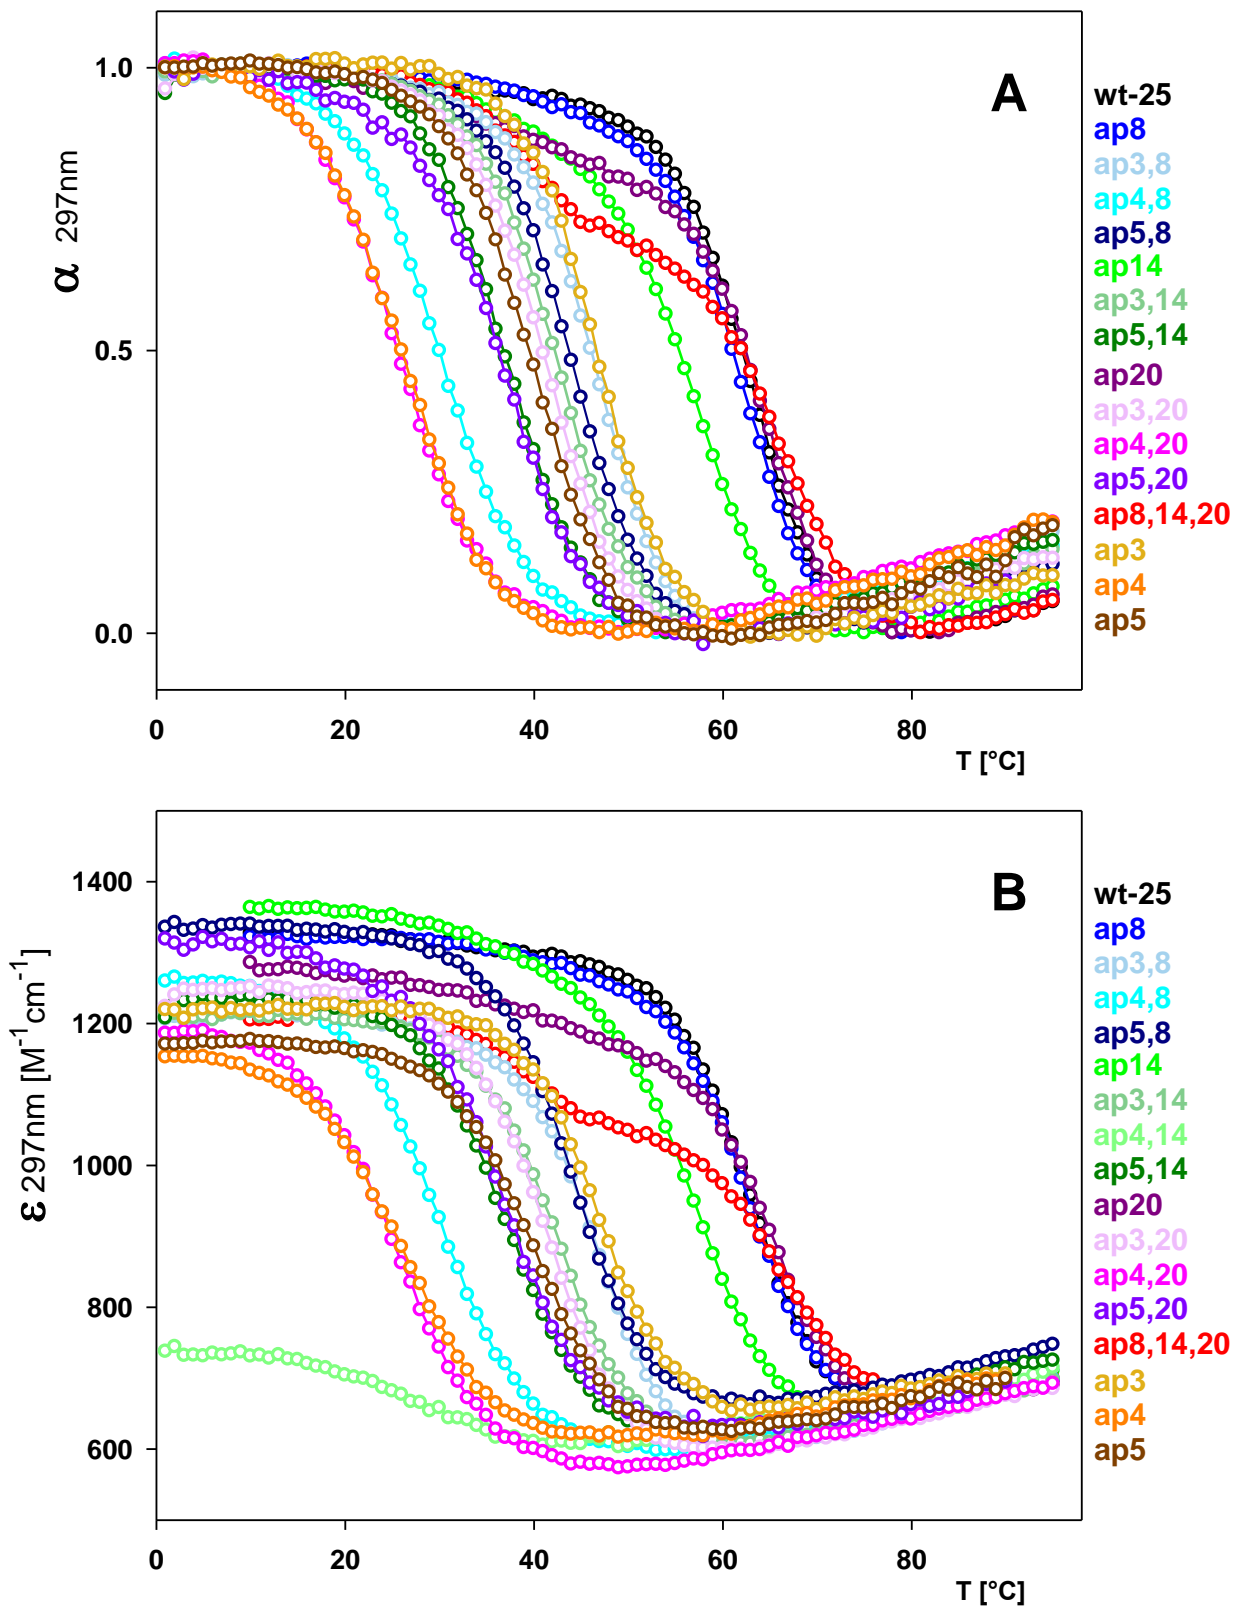 A
1.0
0.5
0.0
α 297nm
0 20 40 60 80
T [°C]
wt-25
ap8
ap3,8
ap4,8
ap5,8
ap14
ap3,14
ap5,14
ap20
ap3,20
ap4,20
ap5,20
ap8,14,20
ap3
ap4
ap5
B
1400
1200
1000
800
600
ε 297nm [M⁻¹cm⁻¹]
0 20 40 60 80
T [°C]
wt-25
ap8
ap3,8
ap4,8
ap5,8
ap14
ap3,14
ap4,14
ap5,14
ap20
ap3,20
ap4,20
ap5,20
ap8,14,20
ap3
ap4
ap5